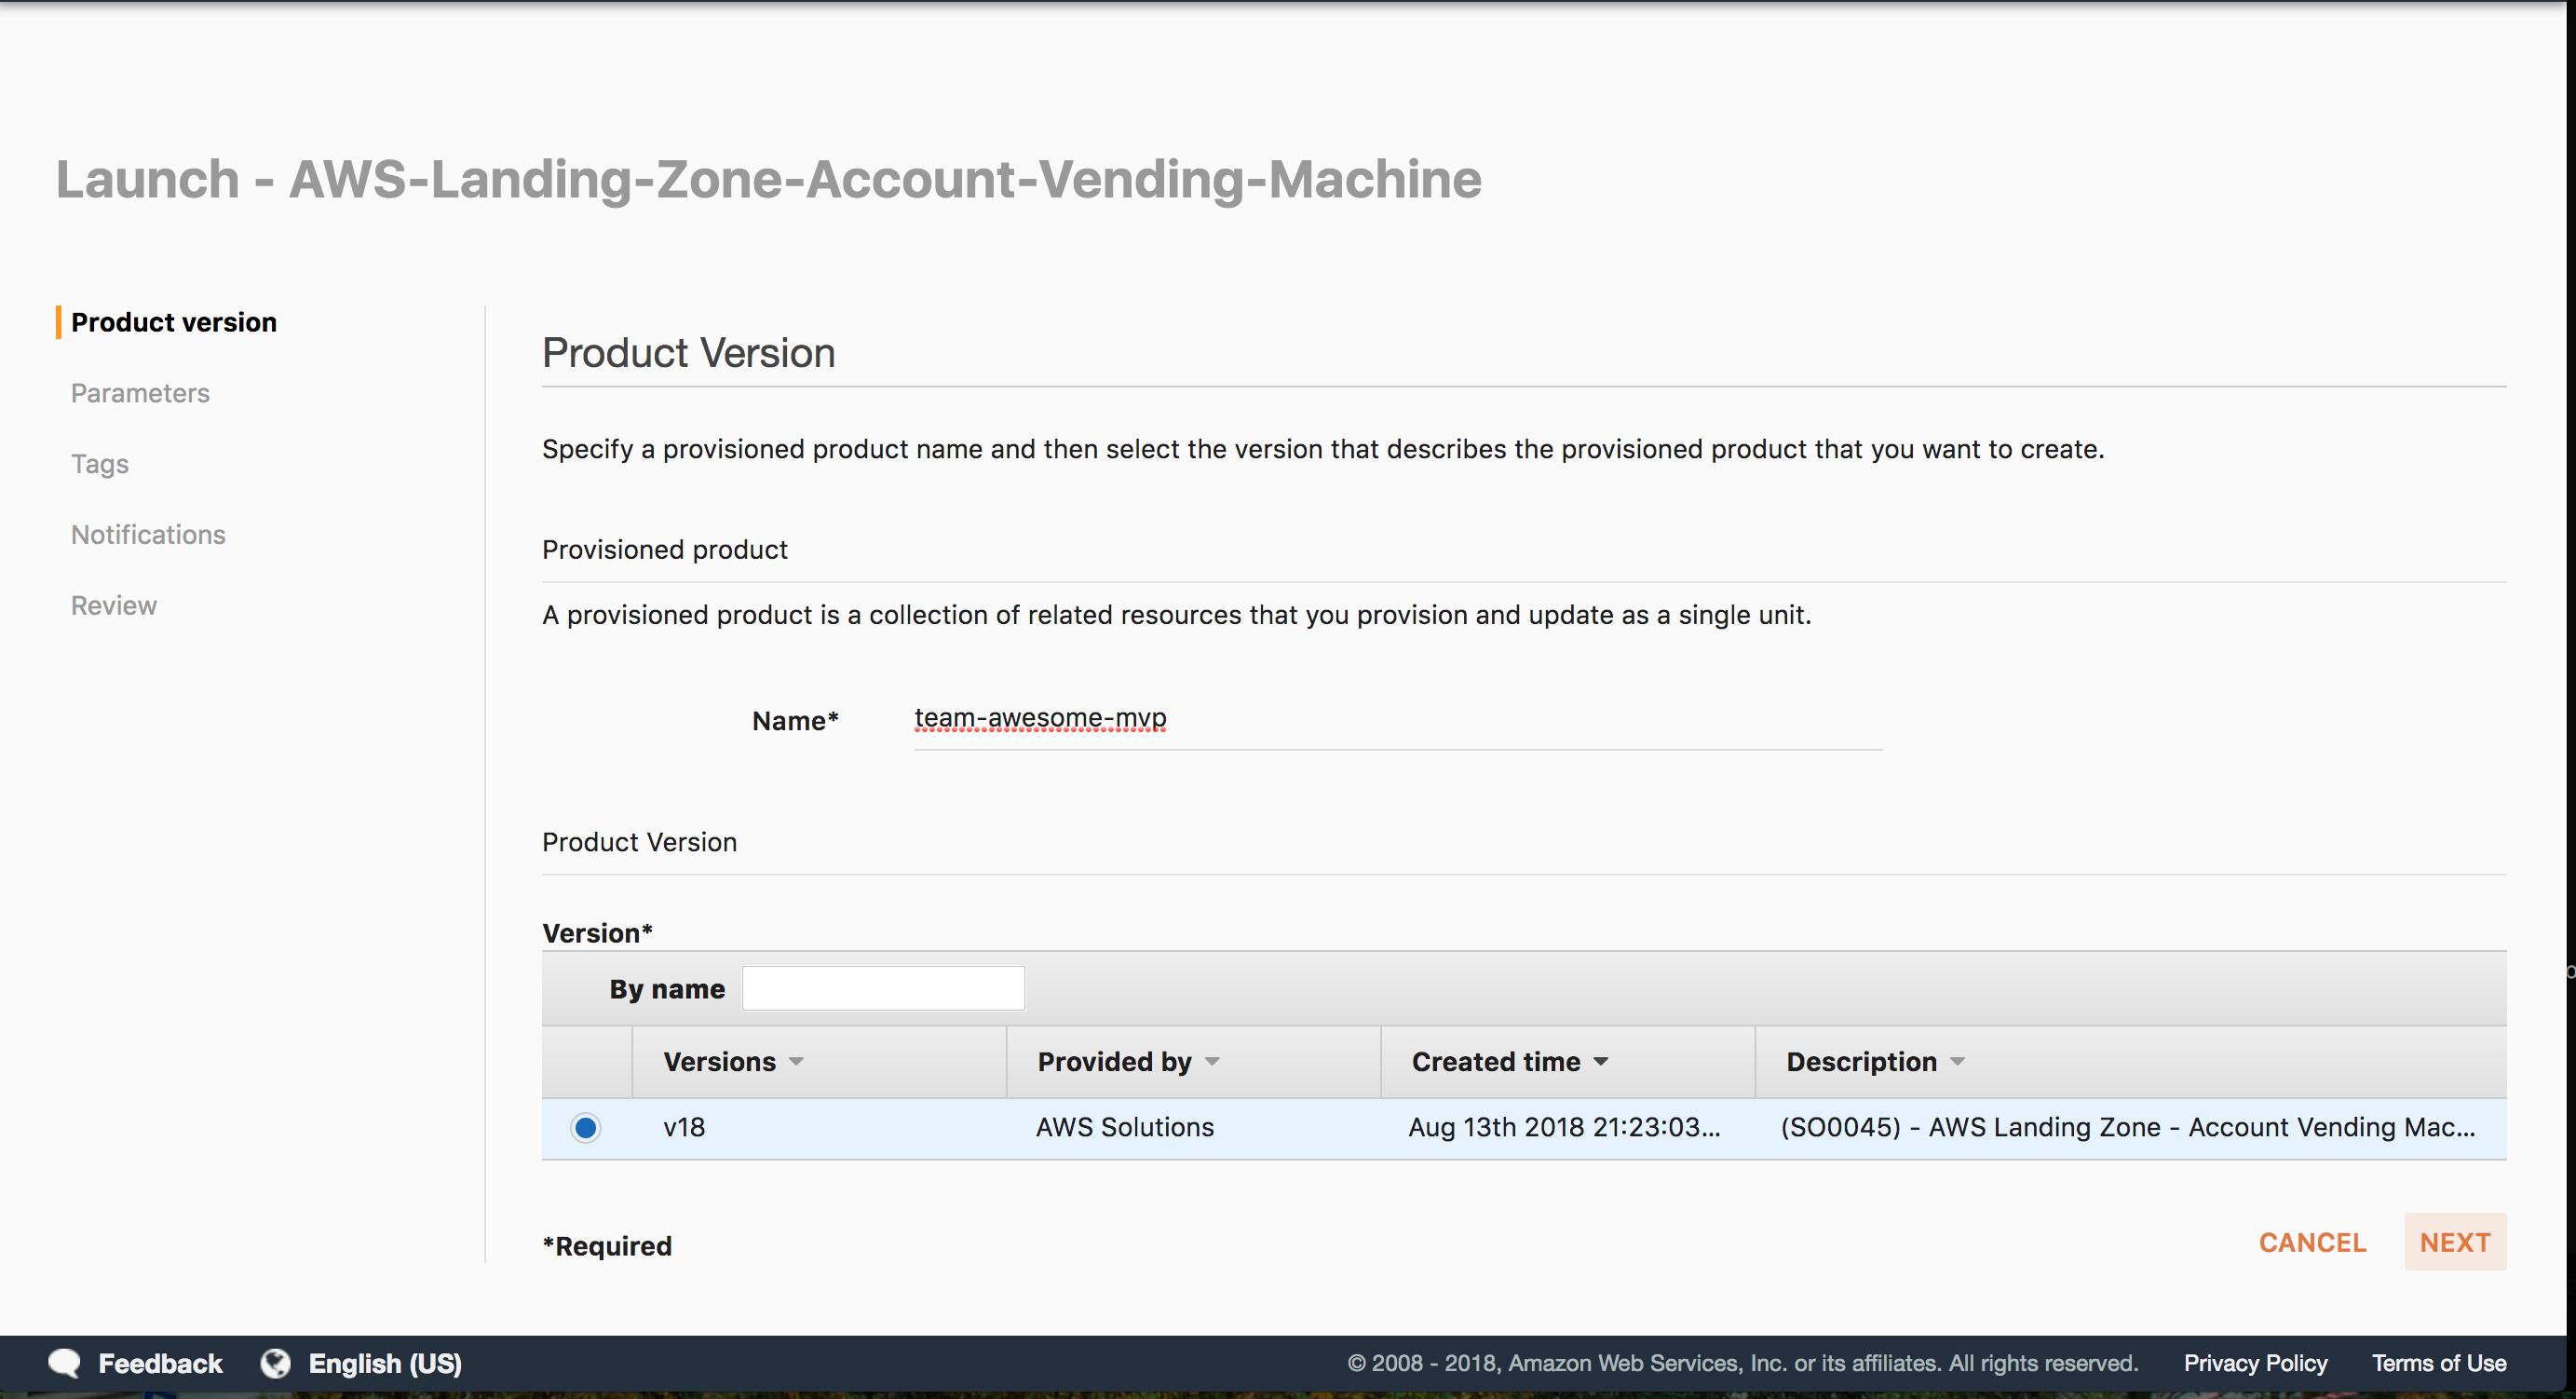 Launch - AWS-Landing-Zone-Account-Vending-Machine
Product version
Parameters
Tags
Notifications
Review
Product Version
Specify a provisioned product name and then select the version that describes the provisioned product that you want to create.
Provisioned product
A provisioned product is a collection of related resources that you provision and update as a single unit.
Name* team-awesome-mvp
Product Version
Version*
By name
Versions Provided by Created time Description
v18 AWS Solutions Aug 13th 2018 21:23:03... (SO0045) - AWS Landing Zone - Account Vending Mac...
*Required
CANCEL NEXT
Feedback English (US) © 2008 - 2018, Amazon Web Services, Inc. or its affiliates. All rights reserved. Privacy Policy Terms of Use